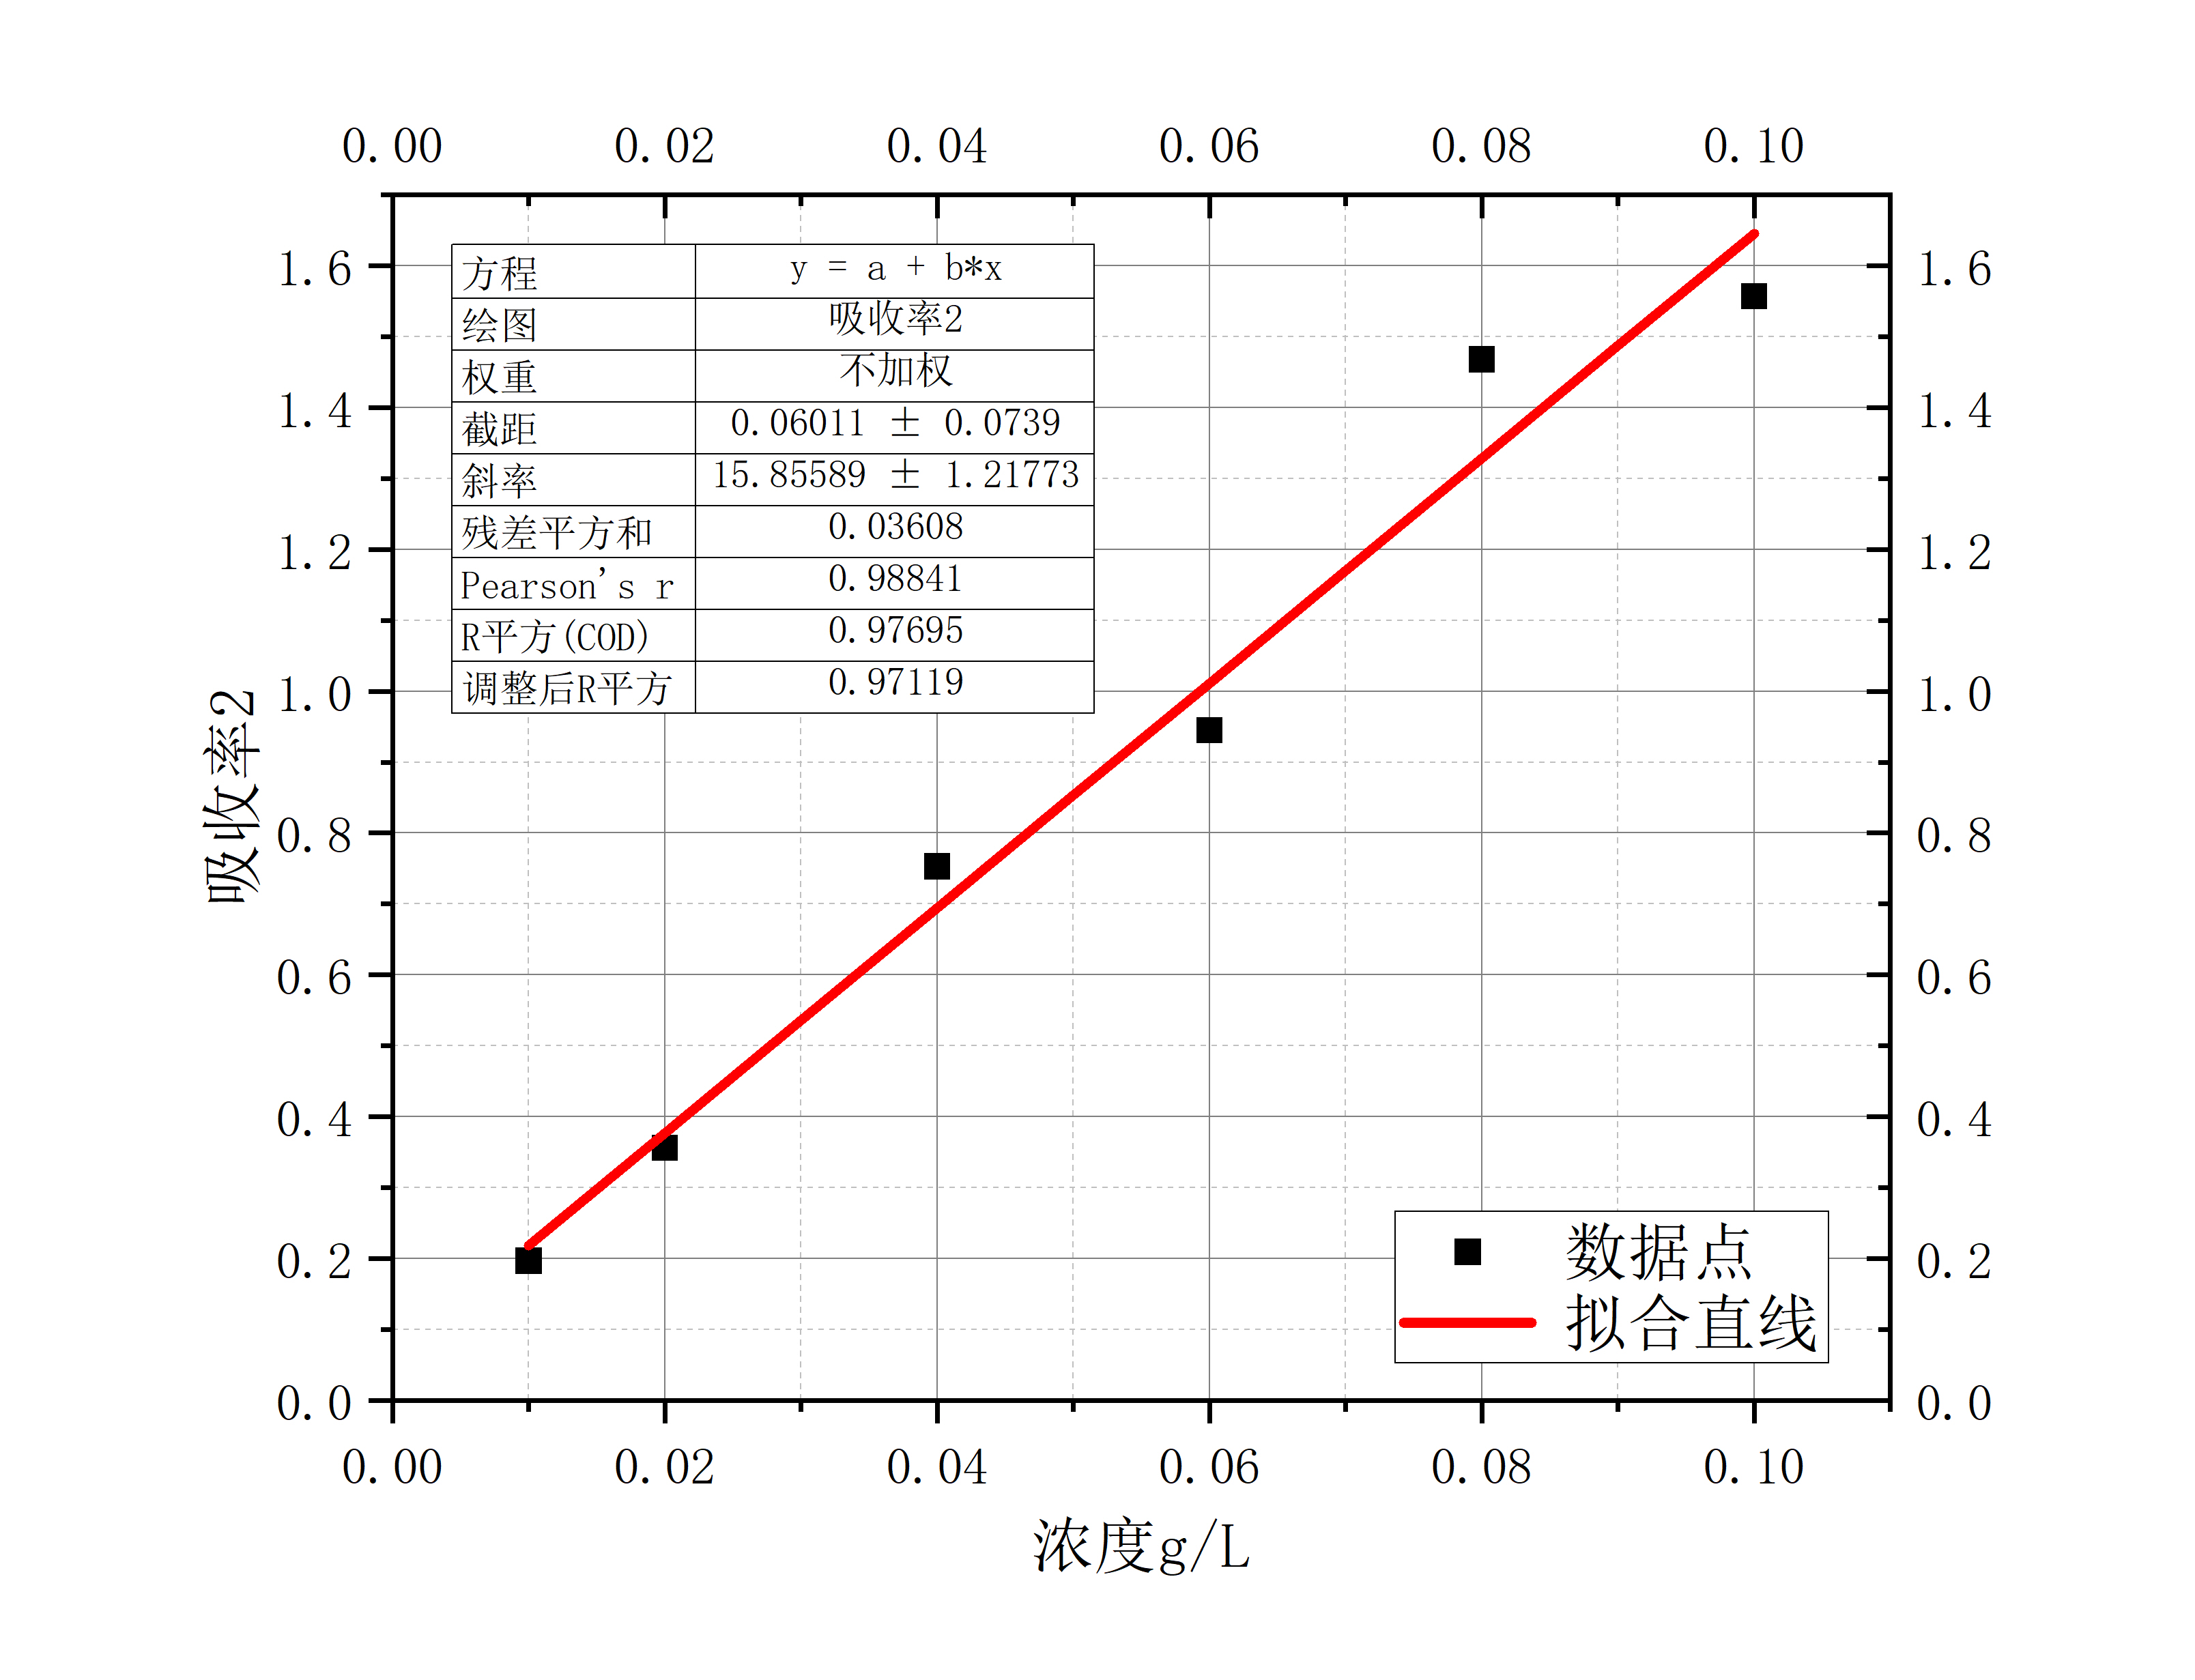 0.00 0.02 0.04 0.06 0.08 0.10
方程 y = a + b*x
绘图 吸收率2
权重 不加权
截距 0.06011 ± 0.0739
斜率 15.85589 ± 1.21773
残差平方和 0.03608
Pearson's r 0.98841
R平方(COD) 0.97695
调整后R平方 0.97119
1.6
1.4
1.2
1.0
0.8
0.6
0.4
0.2
0.0
吸收率2
1.6
1.4
1.2
1.0
0.8
0.6
0.4
0.2
0.0
数据点
拟合直线
0.00 0.02 0.04 0.06 0.08 0.10
浓度g/L